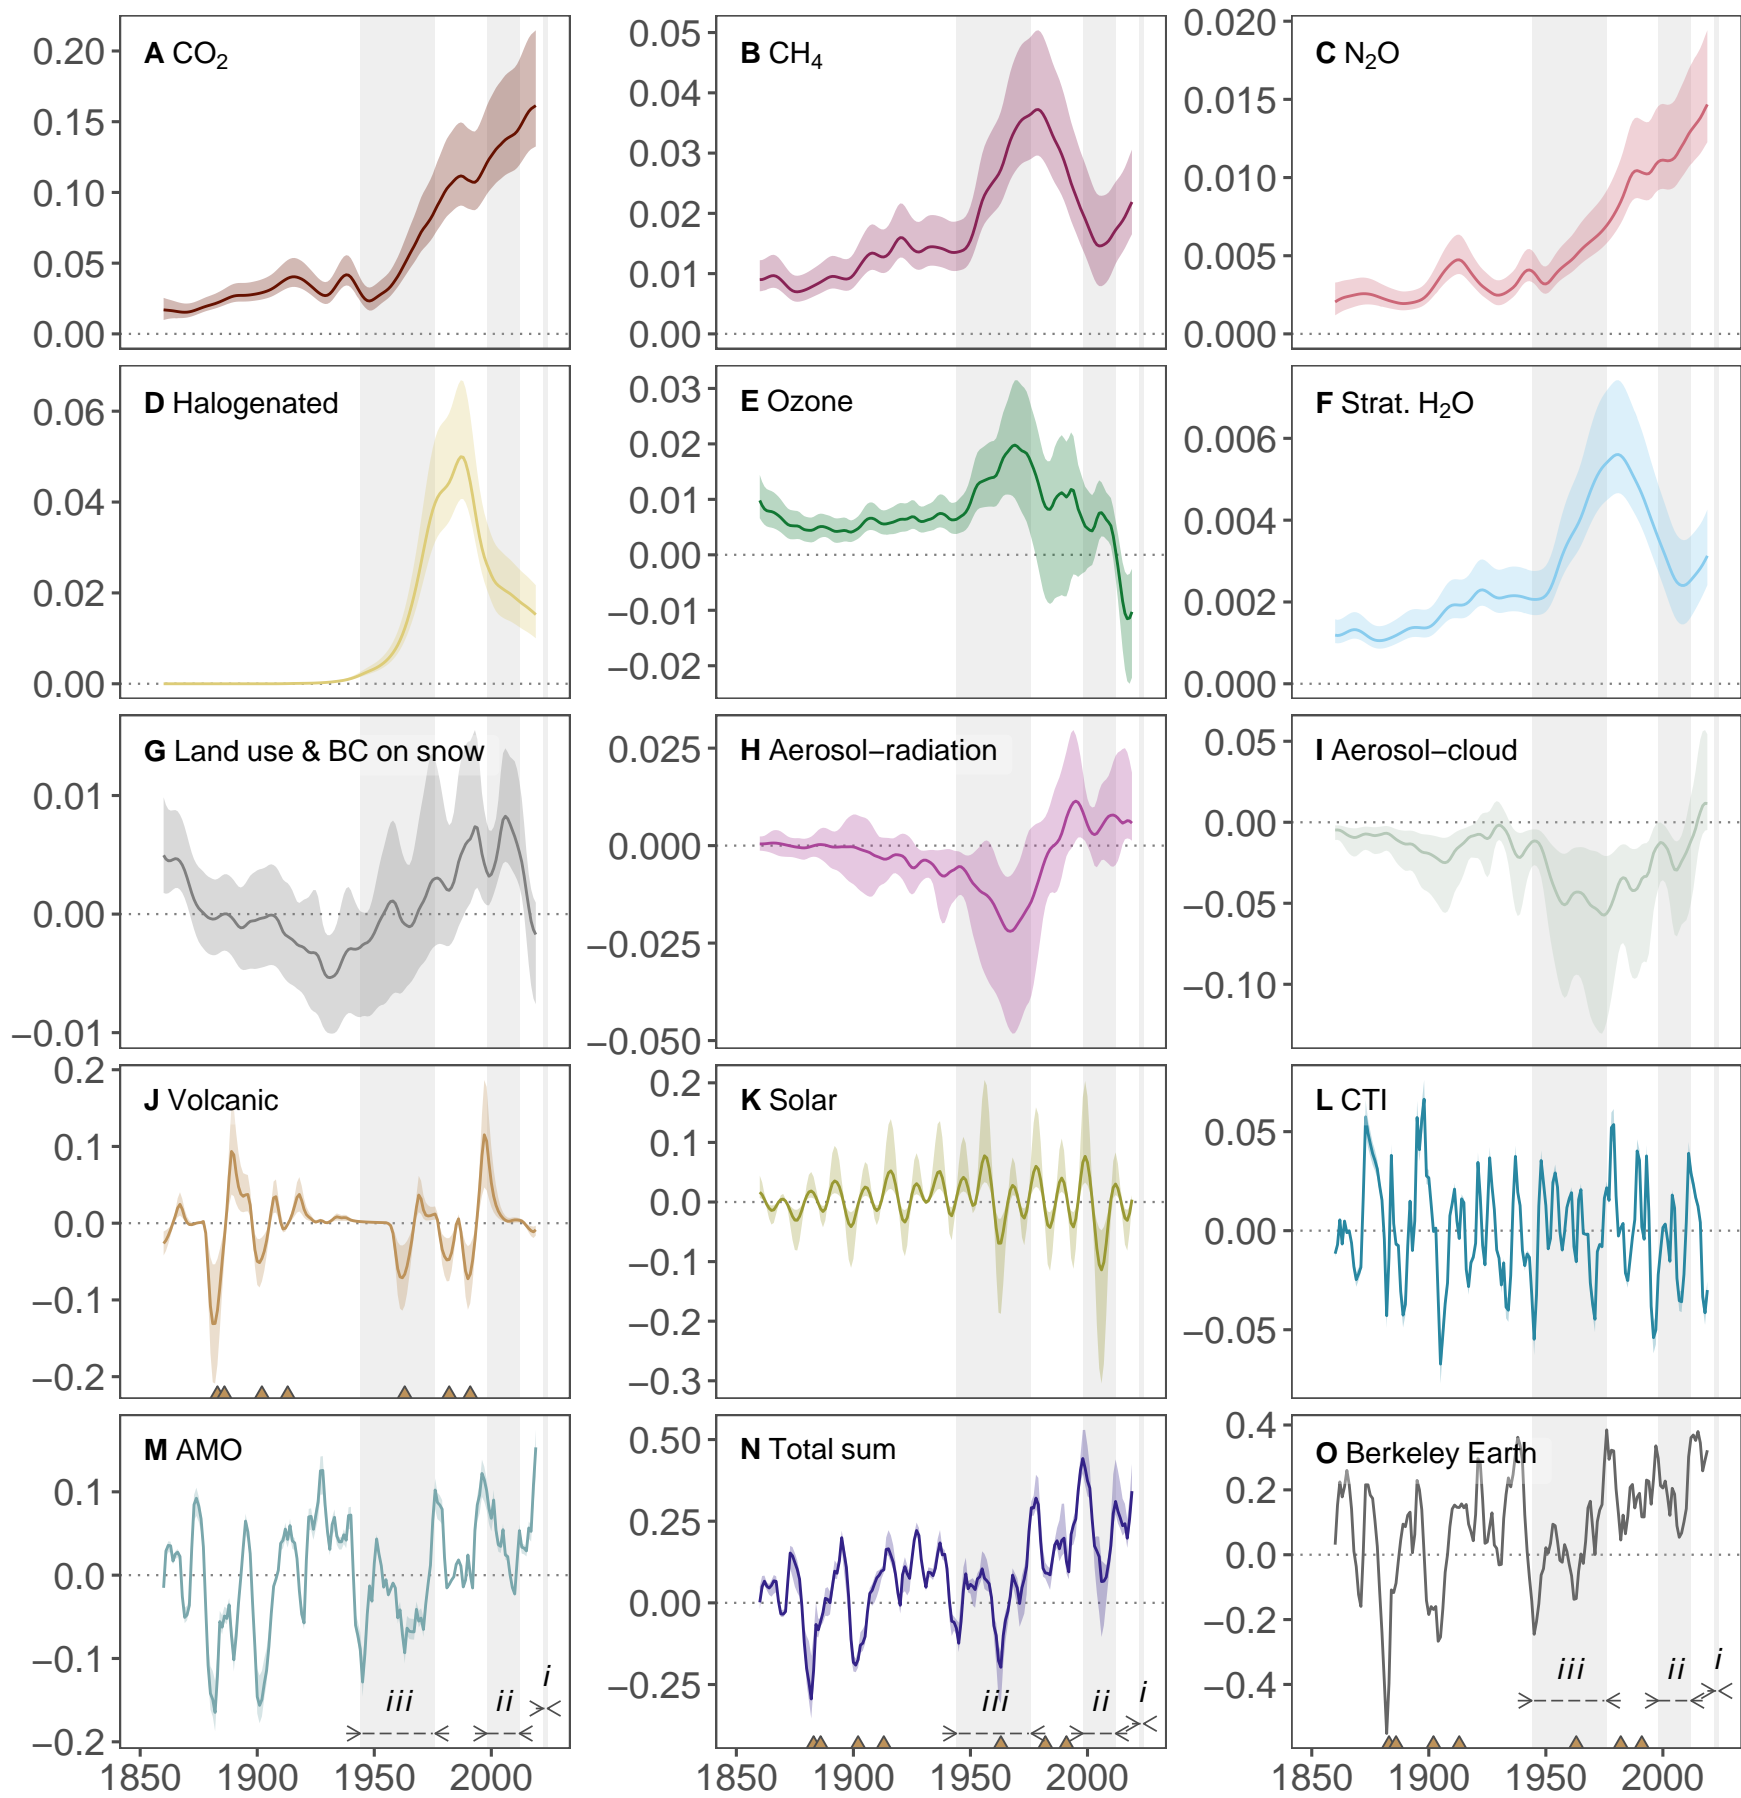 A CO₂
0.20
0.15
0.10
0.05
0.00
B CH₄
0.05
0.04
0.03
0.02
0.01
0.00
C N₂O
0.020
0.015
0.010
0.005
0.000
D Halogenated
0.06
0.04
0.02
0.00
E Ozone
0.03
0.02
0.01
0.00
−0.01
−0.02
F Strat. H₂O
0.006
0.004
0.002
0.000
G Land use & BC on snow
0.01
0.00
−0.01
H Aerosol−radiation
0.025
0.000
−0.025
−0.050
I Aerosol−cloud
0.05
0.00
−0.05
−0.10
J Volcanic
0.2
0.1
0.0
−0.1
−0.2
K Solar
0.2
0.1
0.0
−0.1
−0.2
−0.3
L CTI
0.05
0.00
−0.05
M AMO
0.1
0.0
−0.1
−0.2
iii
ii
i
1850 1900 1950 2000
N Total sum
0.50
0.25
0.00
−0.25
iii
ii
i
1850 1900 1950 2000
O Berkeley Earth
0.4
0.2
0.0
−0.2
−0.4
iii
ii
i
1850 1900 1950 2000